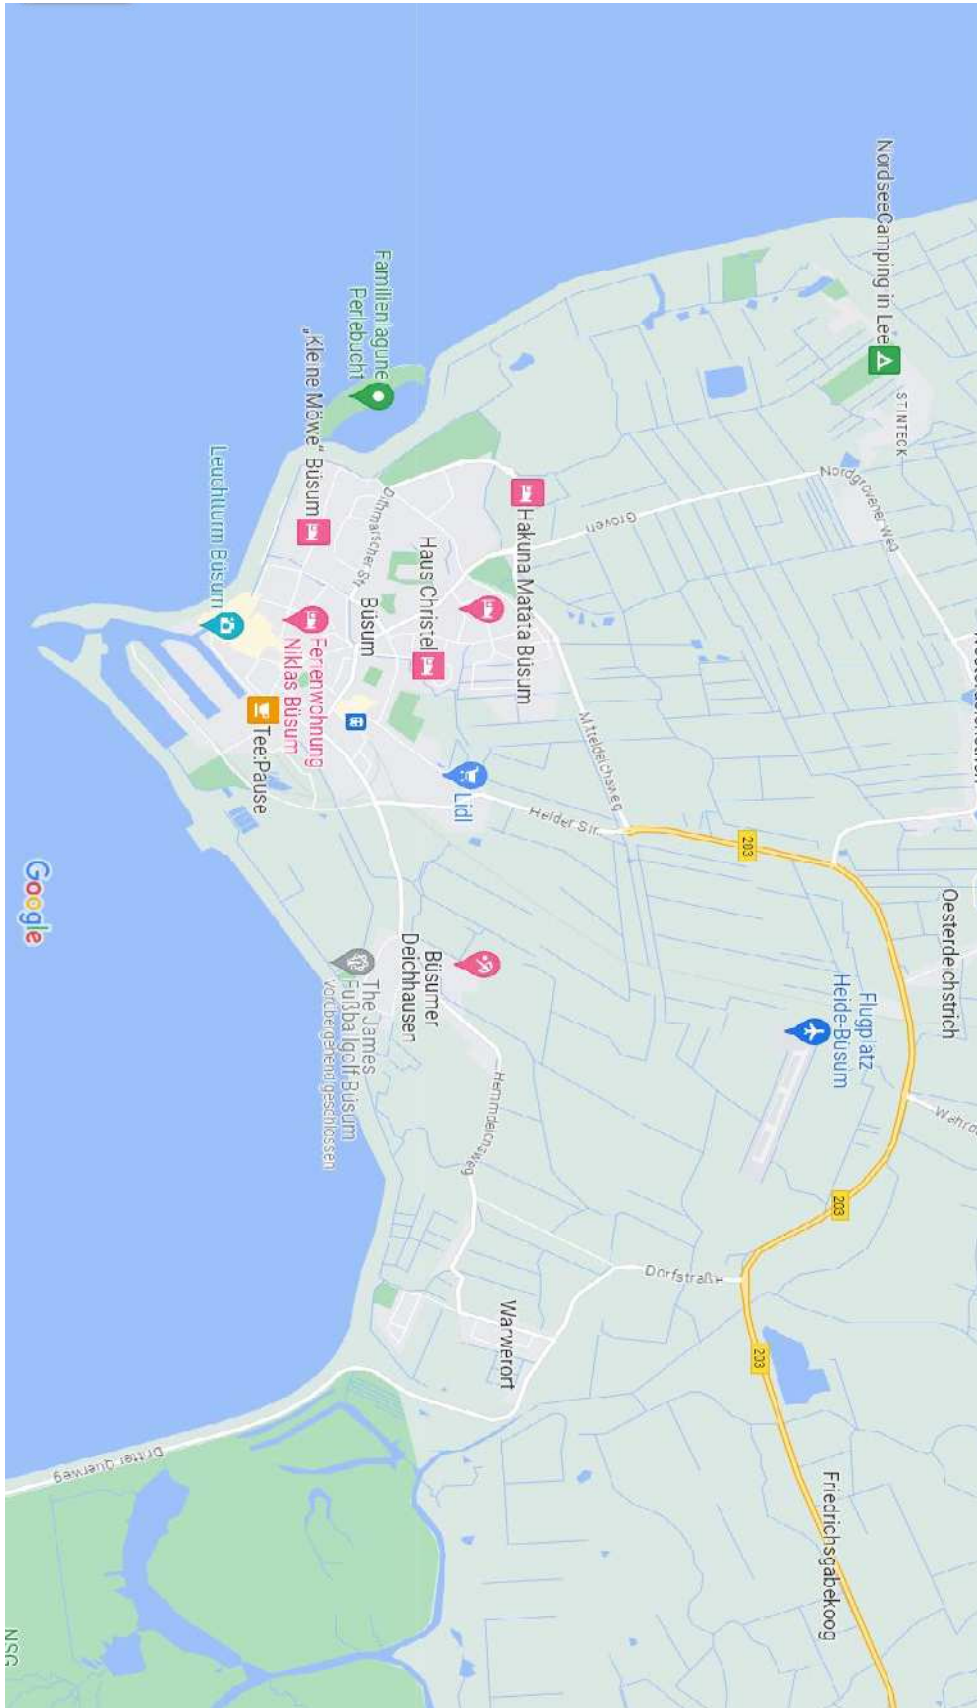 Oesterdeichstrich
STINTECK
NordseeCamping in Lee
Nordgrovener Weg
Flugplatz
Heide-Büsum
203
Friedrichsgabekoog
203
203
203
Dorfstraße
Mitteldeichsweg
Groven
Heider Str.
Hakuna Matata Büsum
Warwerort
Hemmdeichsweg
Lidl
Haus Christel
Büsumer
Deichhausen
Familienlagune
Perlebucht
Dithmarscher Str.
Büsum
The James
Fußballgolf Büsum
Vorübergehend geschlossen
„Kleine Möwe“ Büsum
Ferienwohnung
Niklas Büsum
Tee:Pause
Leuchtturm Büsum
Dritter Querweg
Google
NSG